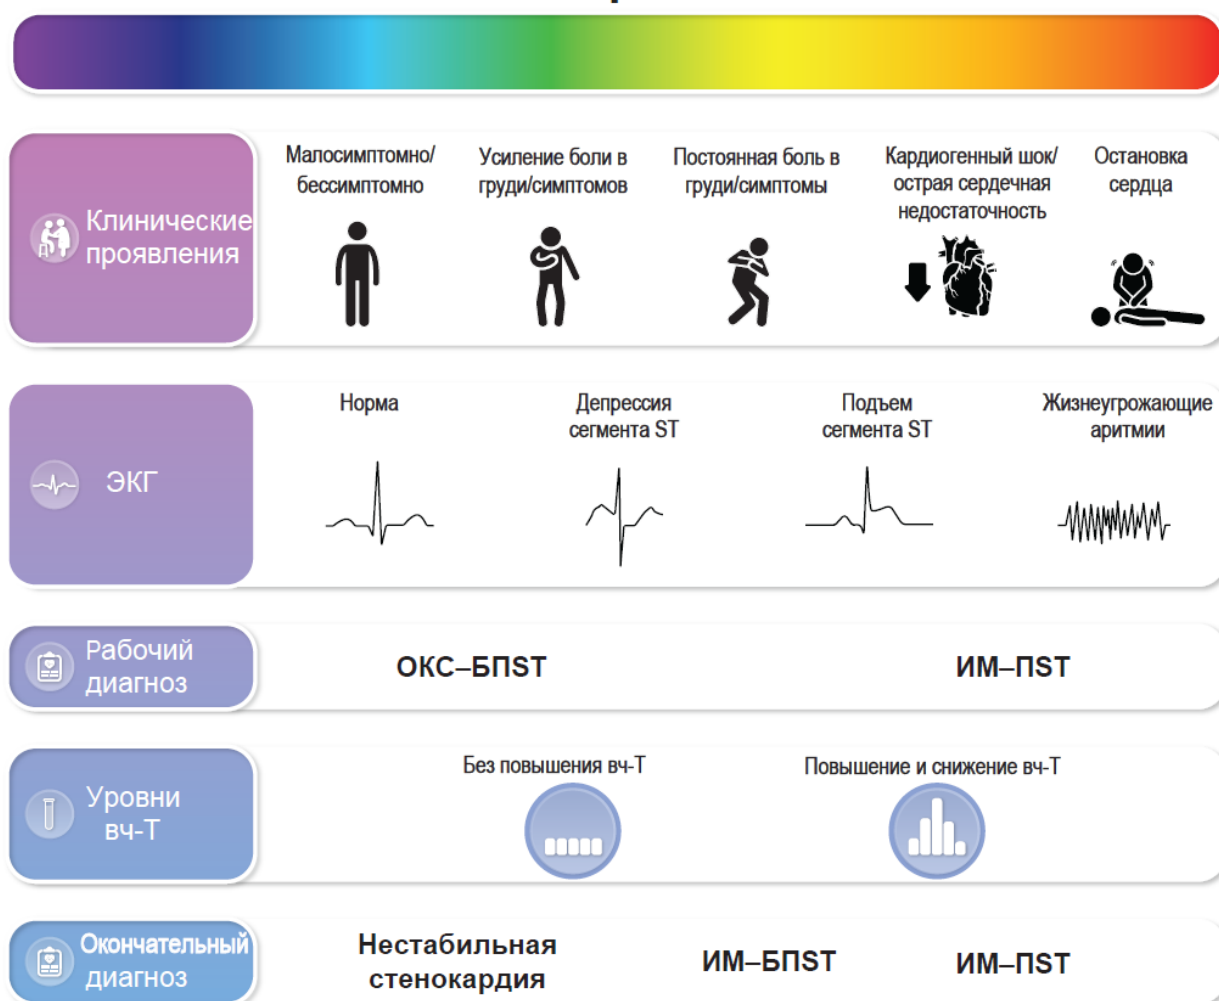 Малосимптомно/
бессимптомно
Усиление боли в
груди/симптомов
Постоянная боль в
груди/симптомы
Кардиогенный шок/
острая сердечная
недостаточность
Остановка
сердца
Клинические
проявления
Норма
Депрессия
сегмента ST
Подъем
сегмента ST
Жизнеугрожающие
аритмии
ЭКГ
Рабочий
диагноз
ОКС–БПST
ИМ–ПST
Без повышения вч-Т
Повышение и снижение вч-Т
Уровни
вч-Т
Окончательный
диагноз
Нестабильная
стенокардия
ИМ–БПST
ИМ–ПST